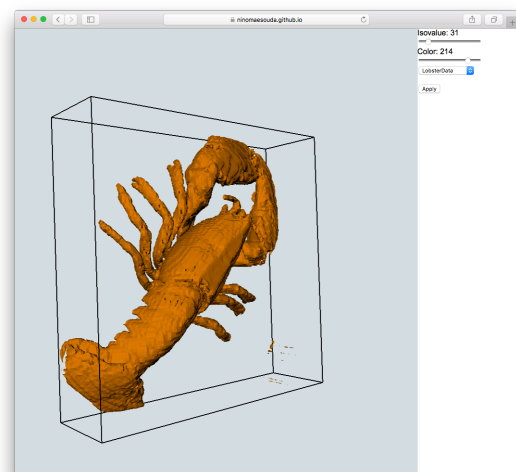 ninomaesouda.github.io
Isovalue: 31
Color: 214
LobsterData
Apply